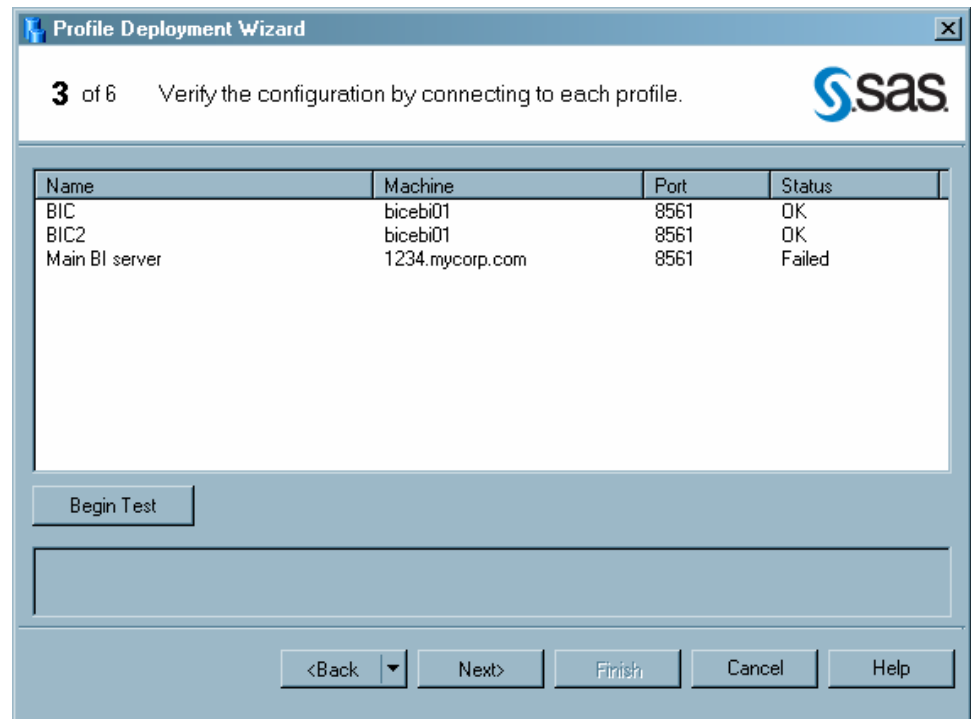 Profile Deployment Wizard
3 of 6 Verify the configuration by connecting to each profile.
sas
Name Machine Port Status
BIC bicebi01 8561 OK
BIC2 bicebi01 8561 OK
Main BI server 1234.mycorp.com 8561 Failed
Begin Test
<Back Next> Finish Cancel Help